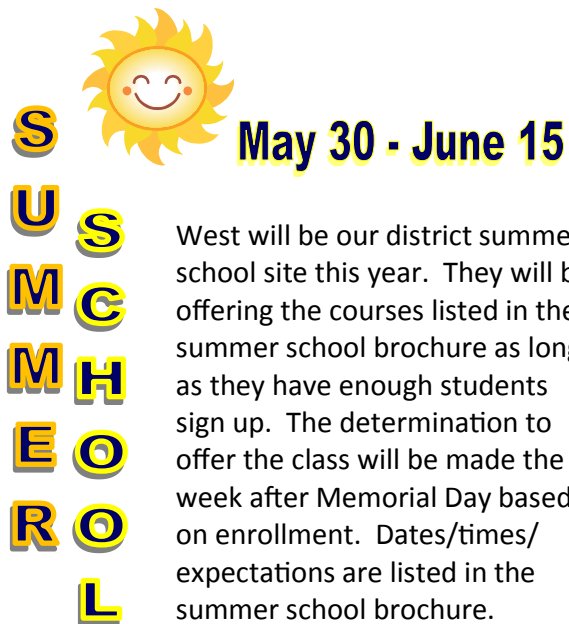 SUMMER
SCHOOL
May 30 - June 15
West will be our district summe
school site this year. They will b
offering the courses listed in the
summer school brochure as long
as they have enough students
sign up. The determination to
offer the class will be made the
week after Memorial Day based
on enrollment. Dates/times/
expectations are listed in the
summer school brochure.